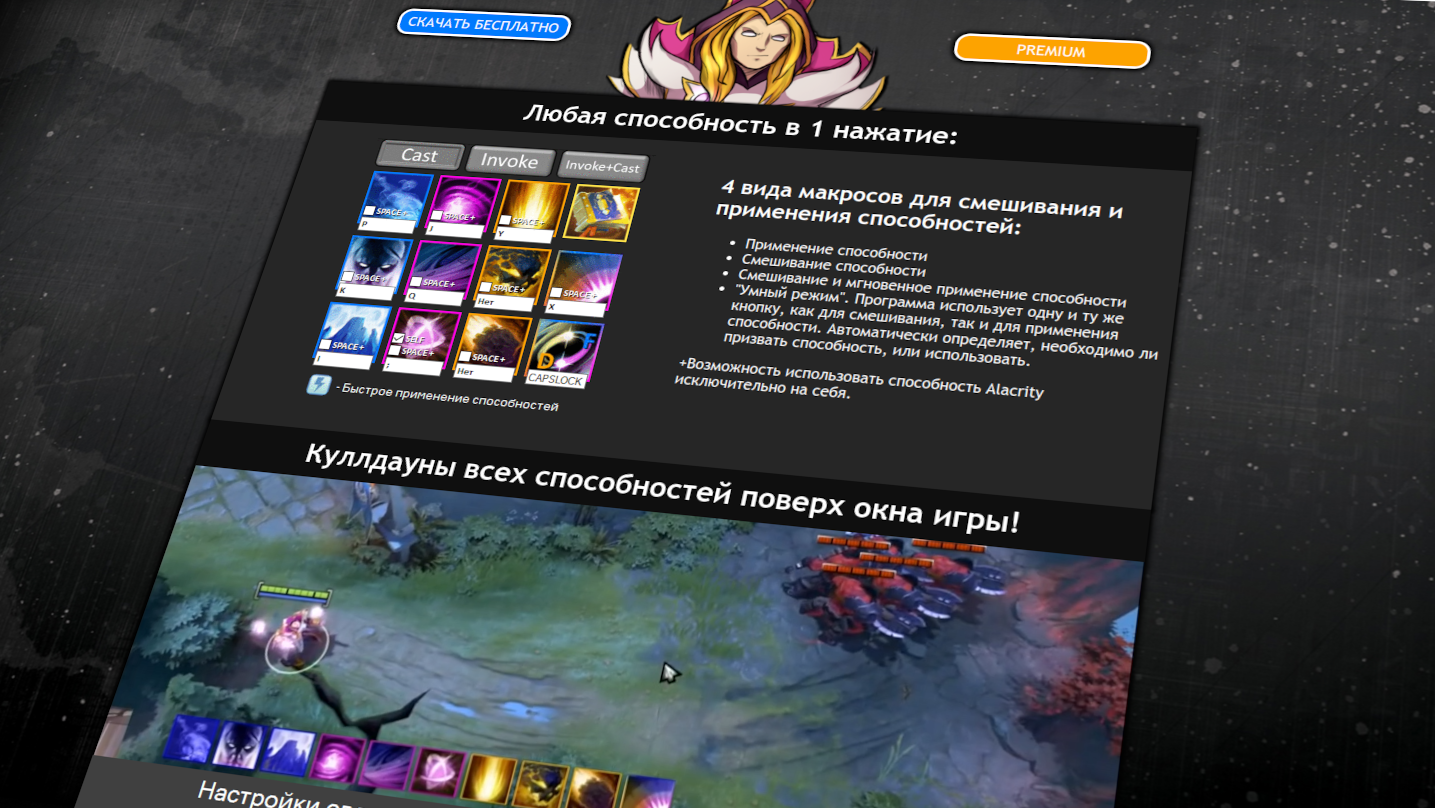 СКАЧАТЬ БЕСПЛАТНО
PREMIUM
Любая способность в 1 нажатие:
Cast
Invoke
Invoke+Cast
SPACE+
SPACE+
SPACE+
P
J
Y
SPACE+
SPACE+
SPACE+
SPACE+
K
Q
Нет
X
SPACE+
SELF
SPACE+
SPACE+
D
F
;
Нет
CAPSLOCK
- Быстрое применение способностей
4 вида макросов для смешивания и
применения способностей:
• Применение способности
• Смешивание способности
• Смешивание и мгновенное применение способности
• "Умный режим". Программа использует одну и ту же
кнопку, как для смешивания, так и для применения
способности. Автоматически определяет, необходимо ли
призвать способность, или использовать.
+Возможность использовать способность Alacrity
исключительно на себя.
Куллдауны всех способностей поверх окна игры!
Настройки